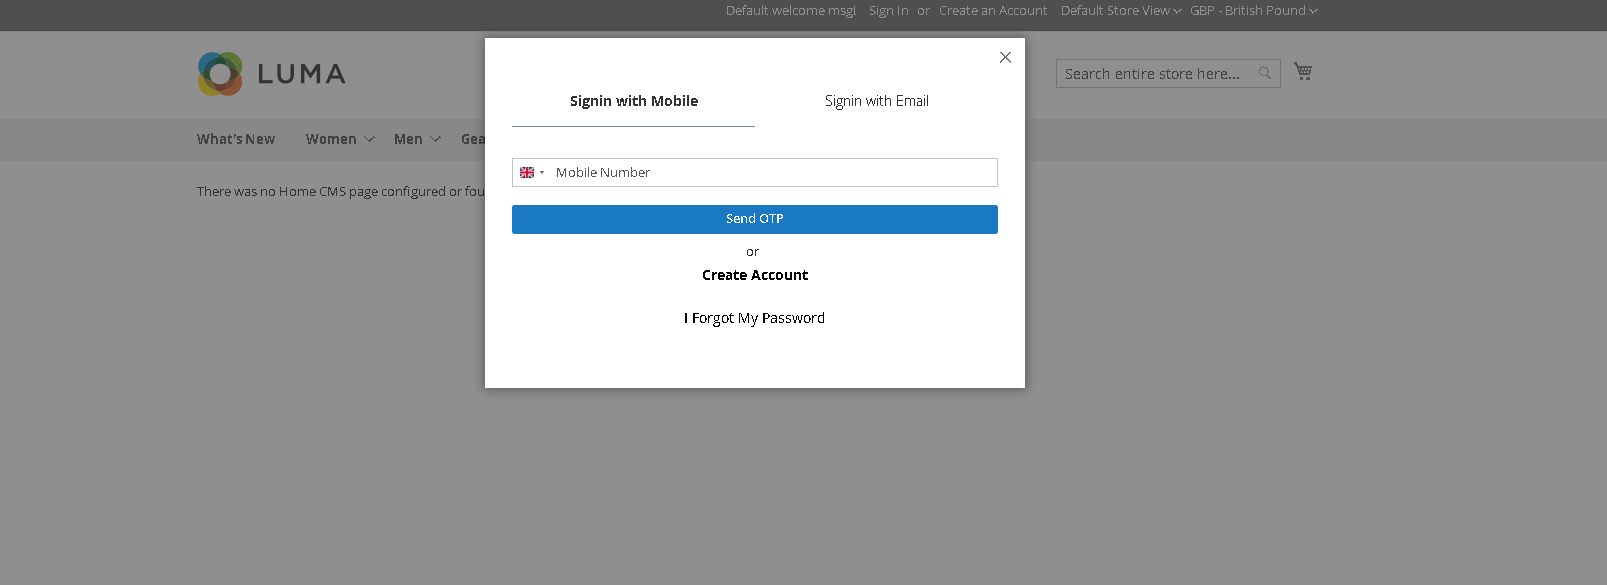 Default welcome msg! Sign In or Create an Account Default Store View GBP - British Pound
LUMA
Search entire store here...
What's New Women Men Gea
There was no Home CMS page configured or fou
Signin with Mobile Signin with Email
Mobile Number
Send OTP
or
Create Account
I Forgot My Password